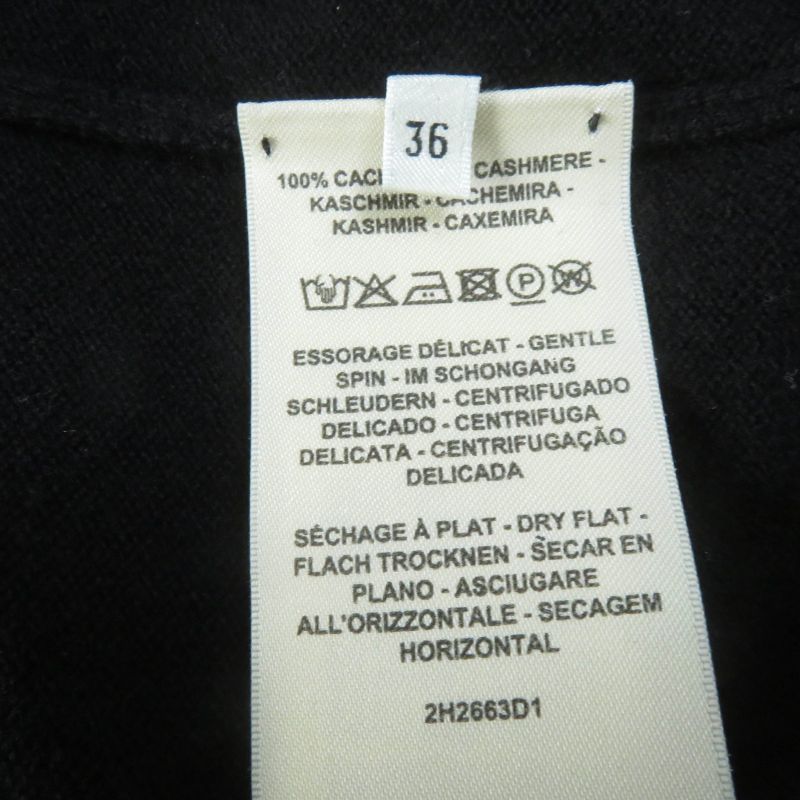 36
100% CASHMERE -
KASCHMIR - CACHEMIRA -
KASHMIR - CAXEMIRA
P
W
ESSORAGE DÉLICAT - GENTLE
SPIN - IM SCHONGANG
SCHLEUDERN - CENTRIFUGADO
DELICADO - CENTRIFUGA
DELICATA - CENTRIFUGAÇÃO
DELICADA
SÉCHAGE À PLAT - DRY FLAT -
FLACH TROCKNEN - SECAR EN
PLANO - ASCIUGARE
ALL'ORIZZONTALE - SECAGEM
HORIZONTAL
2H2663D1